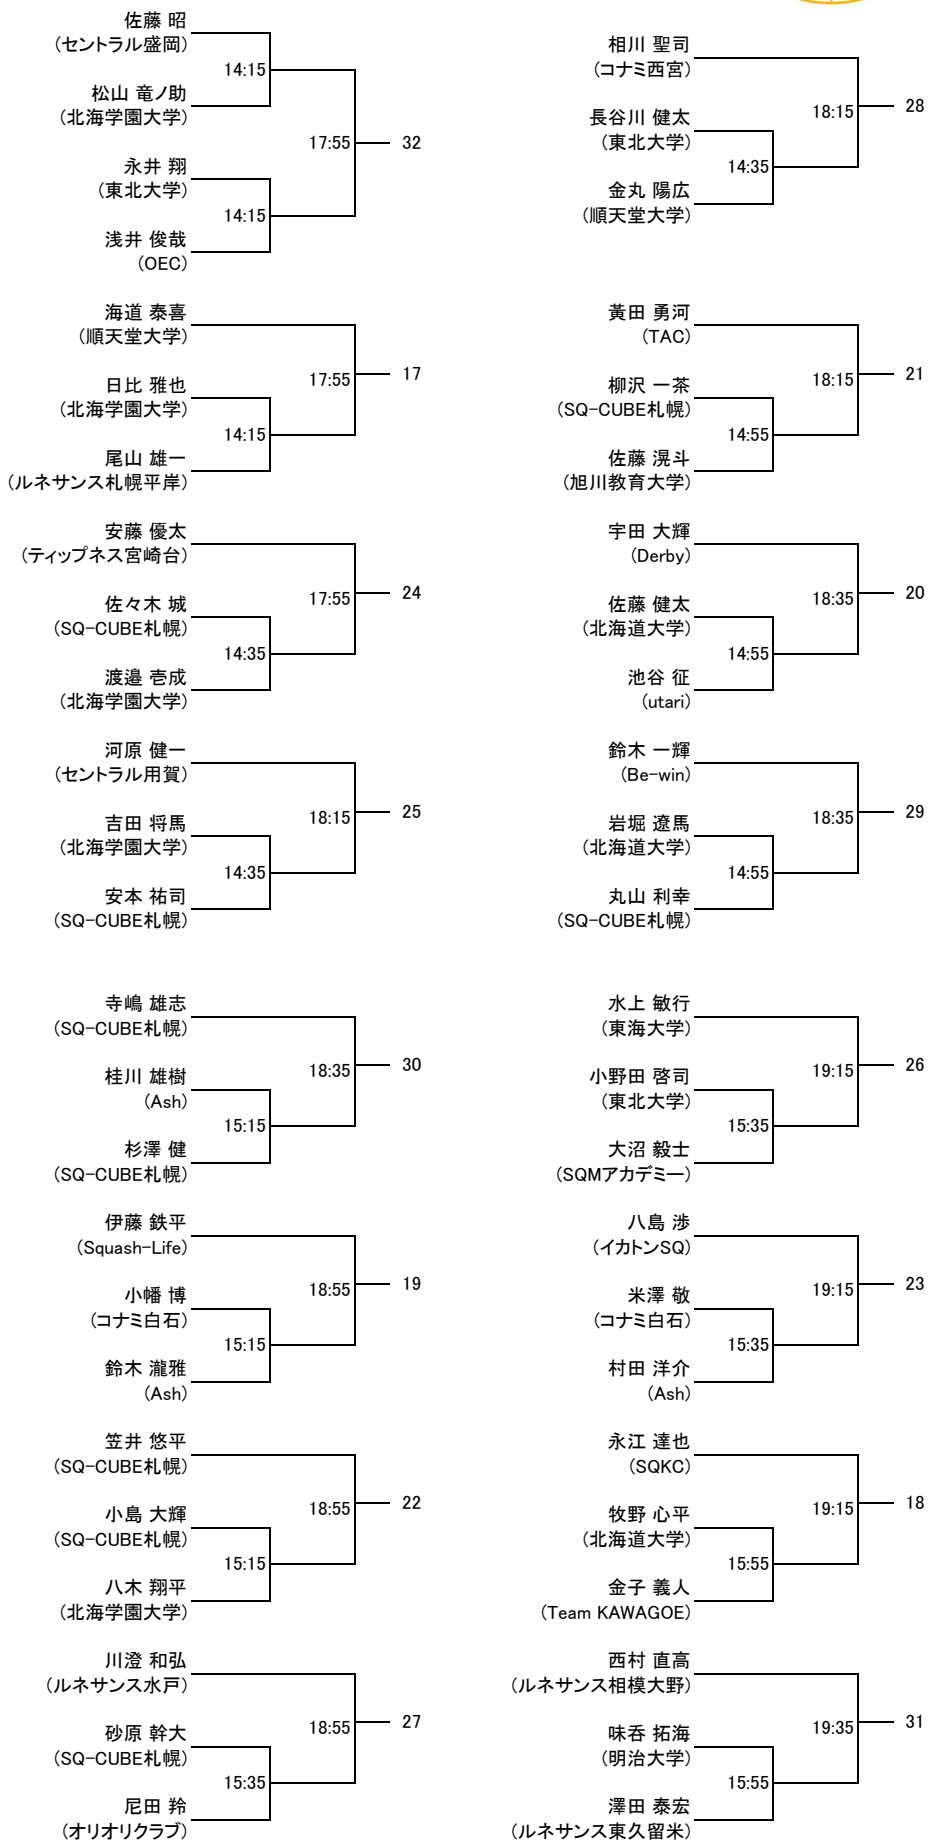 佐藤 昭
(セントラル盛岡)
14:15
松山 竜ノ助
(北海学園大学)
17:55
32
永井 翔
(東北大学)
14:15
浅井 俊哉
(OEC)
海道 泰喜
(順天堂大学)
17:55
17
日比 雅也
(北海学園大学)
14:15
尾山 雄一
(ルネサンス札幌平岸)
安藤 優太
(ティップネス宮崎台)
17:55
24
佐々木 城
(SQ-CUBE札幌)
14:35
渡邉 壱成
(北海学園大学)
河原 健一
(セントラル用賀)
18:15
25
吉田 将馬
(北海学園大学)
14:35
安本 祐司
(SQ-CUBE札幌)
寺嶋 雄志
(SQ-CUBE札幌)
18:35
30
桂川 雄樹
(Ash)
15:15
杉澤 健
(SQ-CUBE札幌)
伊藤 鉄平
(Squash-Life)
18:55
19
小幡 博
(コナミ白石)
15:15
鈴木 瀧雅
(Ash)
笠井 悠平
(SQ-CUBE札幌)
18:55
22
小島 大輝
(SQ-CUBE札幌)
15:15
八木 翔平
(北海学園大学)
川澄 和弘
(ルネサンス水戸)
18:55
27
砂原 幹大
(SQ-CUBE札幌)
15:35
尼田 羚
(オリオリクラブ)
相川 聖司
(コナミ西宮)
18:15
28
長谷川 健太
(東北大学)
14:35
金丸 陽広
(順天堂大学)
黃田 勇河
(TAC)
18:15
21
柳沢 一茶
(SQ-CUBE札幌)
14:55
佐藤 滉斗
(旭川教育大学)
宇田 大輝
(Derby)
18:35
20
佐藤 健太
(北海道大学)
14:55
池谷 征
(utari)
鈴木 一輝
(Be-win)
18:35
29
岩堀 遼馬
(北海道大学)
14:55
丸山 利幸
(SQ-CUBE札幌)
水上 敏行
(東海大学)
19:15
26
小野田 啓司
(東北大学)
15:35
大沼 毅士
(SQMアカデミー)
八島 渉
(イカトンSQ)
19:15
23
米澤 敬
(コナミ白石)
15:35
村田 洋介
(Ash)
永江 達也
(SQKC)
19:15
18
牧野 心平
(北海道大学)
15:55
金子 義人
(Team KAWAGOE)
西村 直高
(ルネサンス相模大野)
19:35
31
味呑 拓海
(明治大学)
15:55
澤田 泰宏
(ルネサンス東久留米)